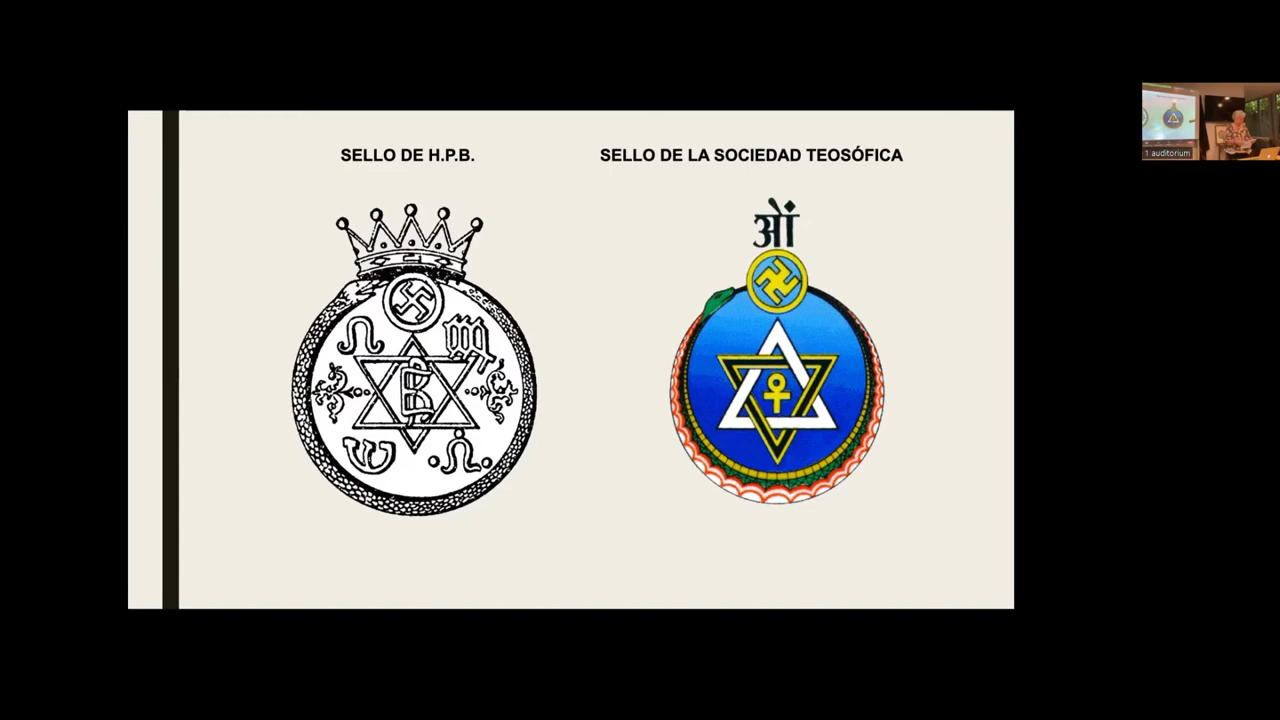 SELLO DE H.P.B.
SELLO DE LA SOCIEDAD TEOSÓFICA
ओं
1 auditorium